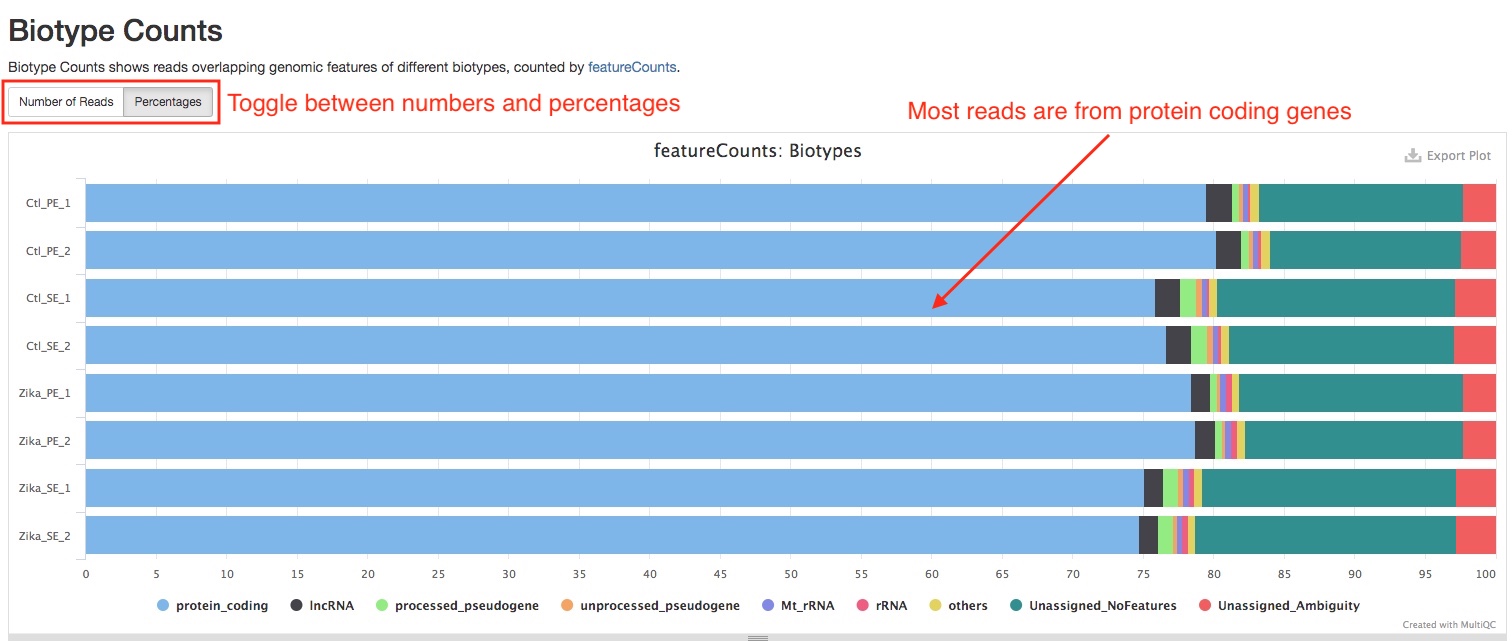 Biotype Counts
Biotype Counts shows reads overlapping genomic features of different biotypes, counted by featureCounts.
Number of Reads Percentages Toggle between numbers and percentages
Most reads are from protein coding genes
featureCounts: Biotypes
Export Plot
Ctl_PE_1
Ctl_PE_2
Ctl_SE_1
Ctl_SE_2
Zika_PE_1
Zika_PE_2
Zika_SE_1
Zika_SE_2
0 5 10 15 20 25 30 35 40 45 50 55 60 65 70 75 80 85 90 95 100
protein_coding lncRNA processed_pseudogene unprocessed_pseudogene Mt_rRNA rRNA others Unassigned_NoFeatures Unassigned_Ambiguity
Created with MultiQC